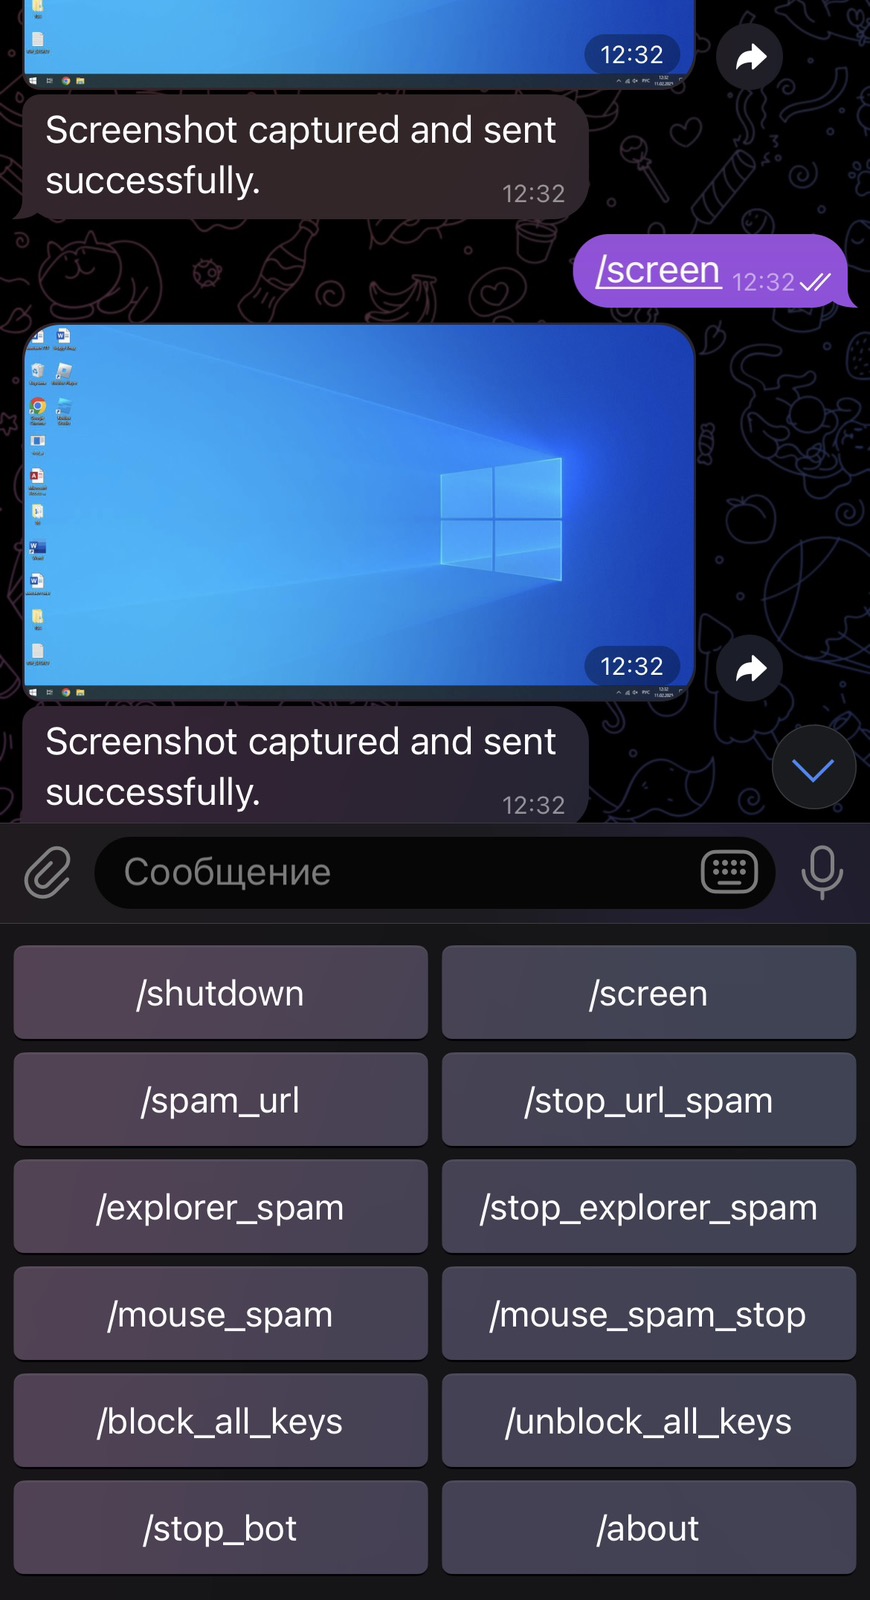 12:32
Screenshot captured and sent
successfully.
12:32
/screen 12:32
Word
12:32
Screenshot captured and sent
successfully.
12:32
Сообщение
/shutdown
/screen
/spam_url
/stop_url_spam
/explorer_spam
/stop_explorer_spam
/mouse_spam
/mouse_spam_stop
/block_all_keys
/unblock_all_keys
/stop_bot
/about